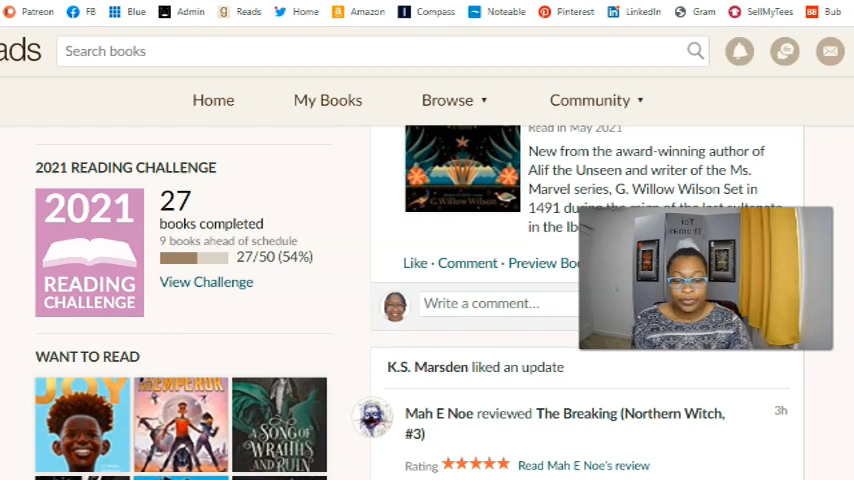 Patreon FB Blue Admin Reads Home Amazon Compass Noteable Pinterest LinkedIn Gram SellMyTees Bub
ads
Search books
Home My Books Browse Community
2021 READING CHALLENGE
2021
READING
CHALLENGE
27
books completed
9 books ahead of schedule
27/50 (54%)
View Challenge
WANT TO READ
JOY
EMPEROR
A SONG OF
WRAITHS
AND RUIN
G. WILLOW WILSON
Read in May 2021
New from the award-winning author of
Alif the Unseen and writer of the Ms.
Marvel series, G. Willow Wilson Set in
1491 during the reign of the last
in the
Like · Comment · Preview
Write a comment...
K.S. Marsden liked an update
Mah E Noe reviewed The Breaking (Northern Witch,
#3)
3h
Rating Read Mah E Noe's review